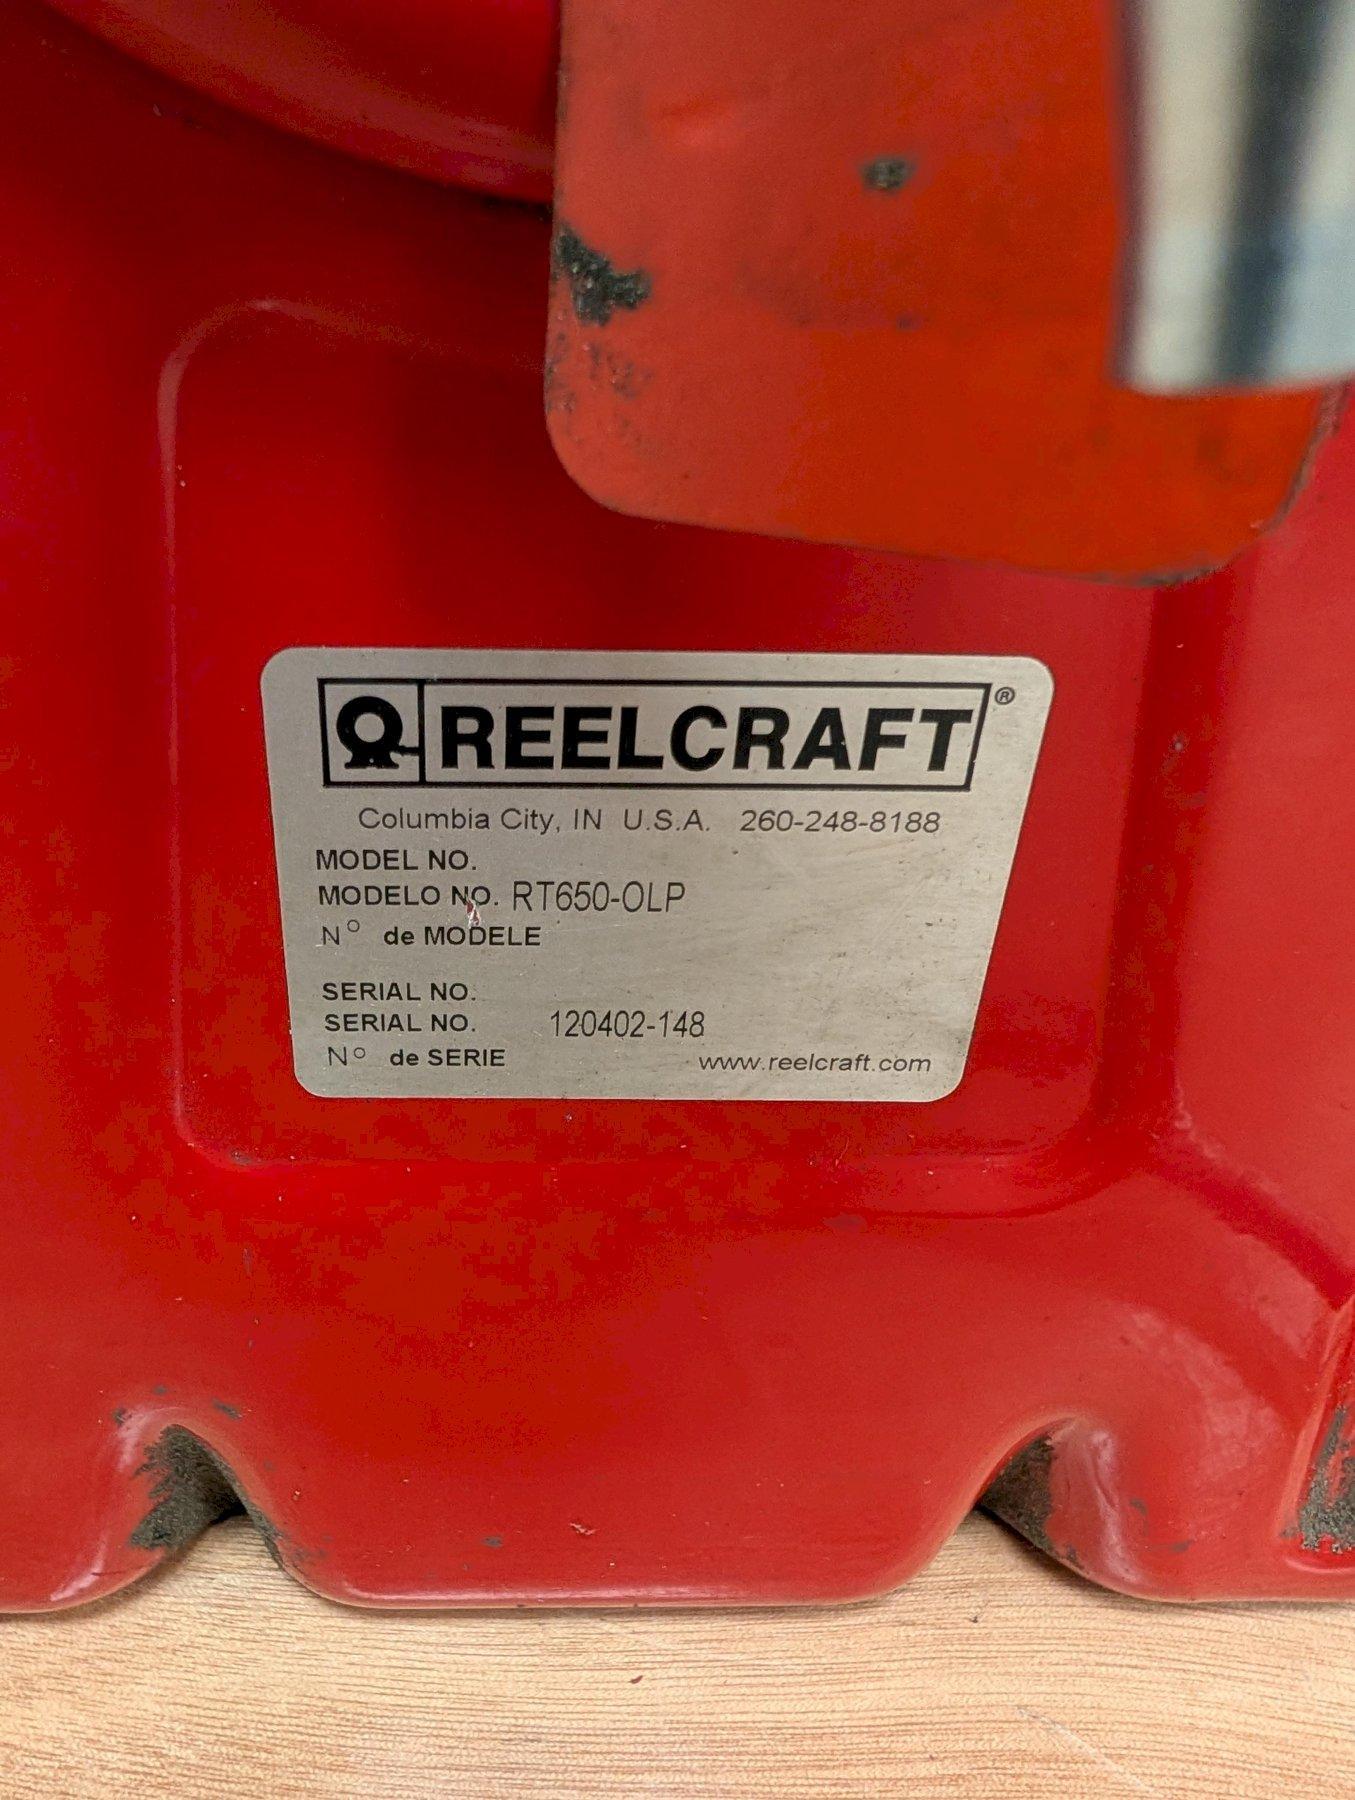 REELCRAFT®
Columbia City, IN U.S.A. 260-248-8188
MODEL NO.
MODELO NO. RT650-OLP
N° de MODELE
SERIAL NO.
SERIAL NO. 120402-148
N° de SERIE www.reelcraft.com